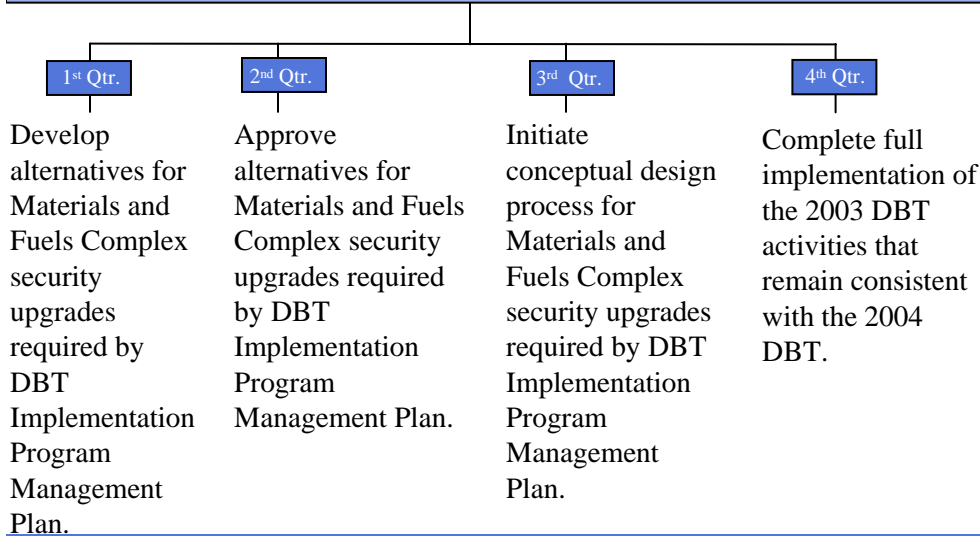 1st Qtr.
Develop
alternatives for
Materials and
Fuels Complex
security
upgrades
required by
DBT
Implementation
Program
Management
Plan.
2nd Qtr.
Approve
alternatives for
Materials and Fuels
Complex security
upgrades required
by DBT
Implementation
Program
Management Plan.
3rd Qtr.
Initiate
conceptual design
process for
Materials and
Fuels Complex
security upgrades
required by DBT
Implementation
Program
Management
Plan.
4th Qtr.
Complete full
implementation of
the 2003 DBT
activities that
remain consistent
with the 2004
DBT.